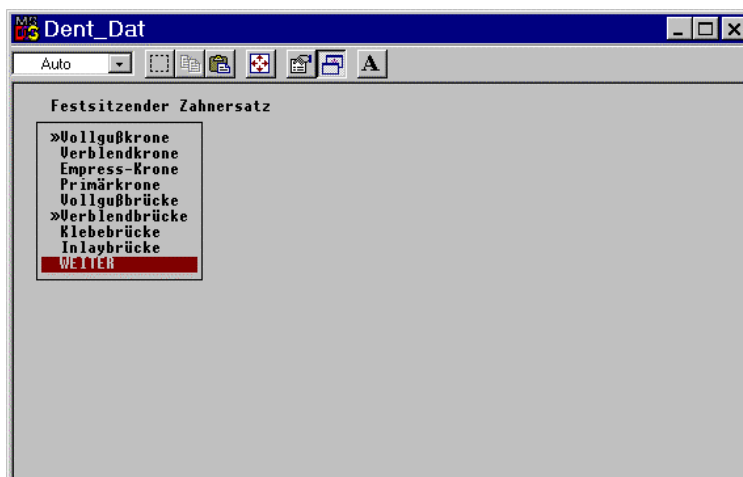 Dent_Dat
Auto
A
Festsitzender Zahnersatz
»Vollgußkrone
Verblendkrone
Empress-Krone
Primärkrone
Vollgußbrücke
»Verblendbrücke
Klebebrücke
Inlaybrücke
WEITER